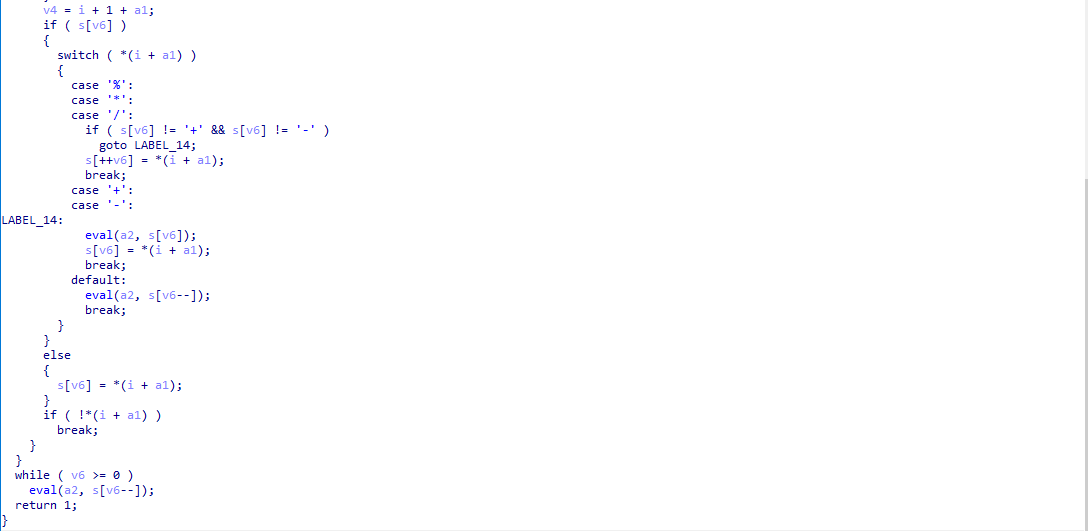 v4 = i + 1 + a1;
if ( s[v6] )
{
switch ( *(i + a1) )
{
case '%':
case '*':
case '/':
if ( s[v6] != '+' && s[v6] != '-' )
goto LABEL_14;
s[++v6] = *(i + a1);
break;
case '+':
case '-':
LABEL_14:
eval(a2, s[v6]);
s[v6] = *(i + a1);
break;
default:
eval(a2, s[v6--]);
break;
}
}
else
{
s[v6] = *(i + a1);
}
if ( !*(i + a1) )
break;
}
}
while ( v6 >= 0 )
eval(a2, s[v6--]);
return 1;
}